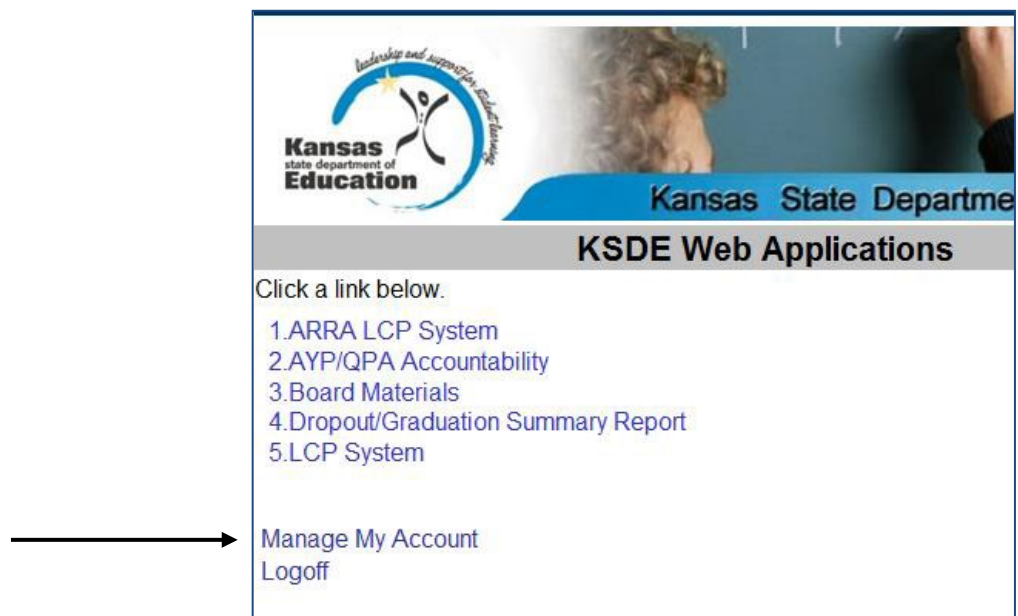 leadership and support for student learning
Kansas
state department of
Education
Kansas State Departme
KSDE Web Applications
Click a link below.
1.ARRA LCP System
2.AYP/QPA Accountability
3.Board Materials
4.Dropout/Graduation Summary Report
5.LCP System
Manage My Account
Logoff